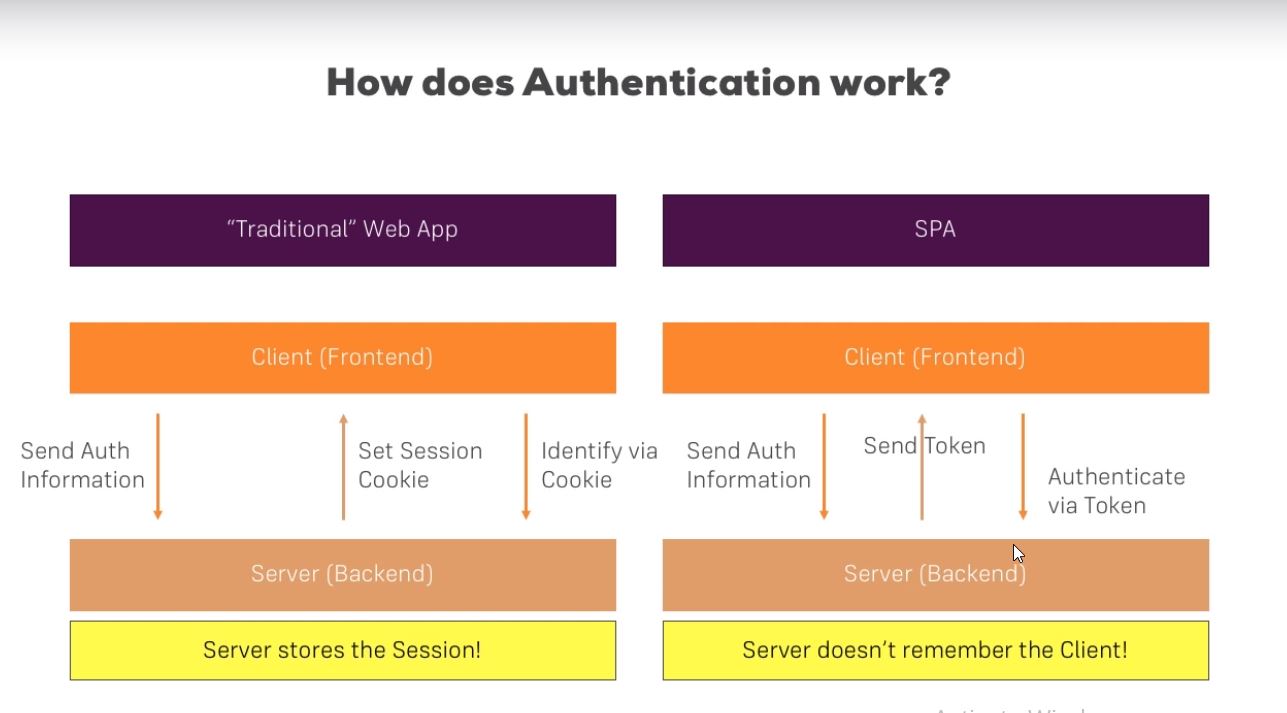 How does Authentication work?
“Traditional” Web App
Client (Frontend)
Send Auth
Information
Set Session
Cookie
Identify via
Cookie
Server (Backend)
Server stores the Session!
SPA
Client (Frontend)
Send Auth
Information
Send Token
Authenticate
via Token
Server (Backend)
Server doesn’t remember the Client!